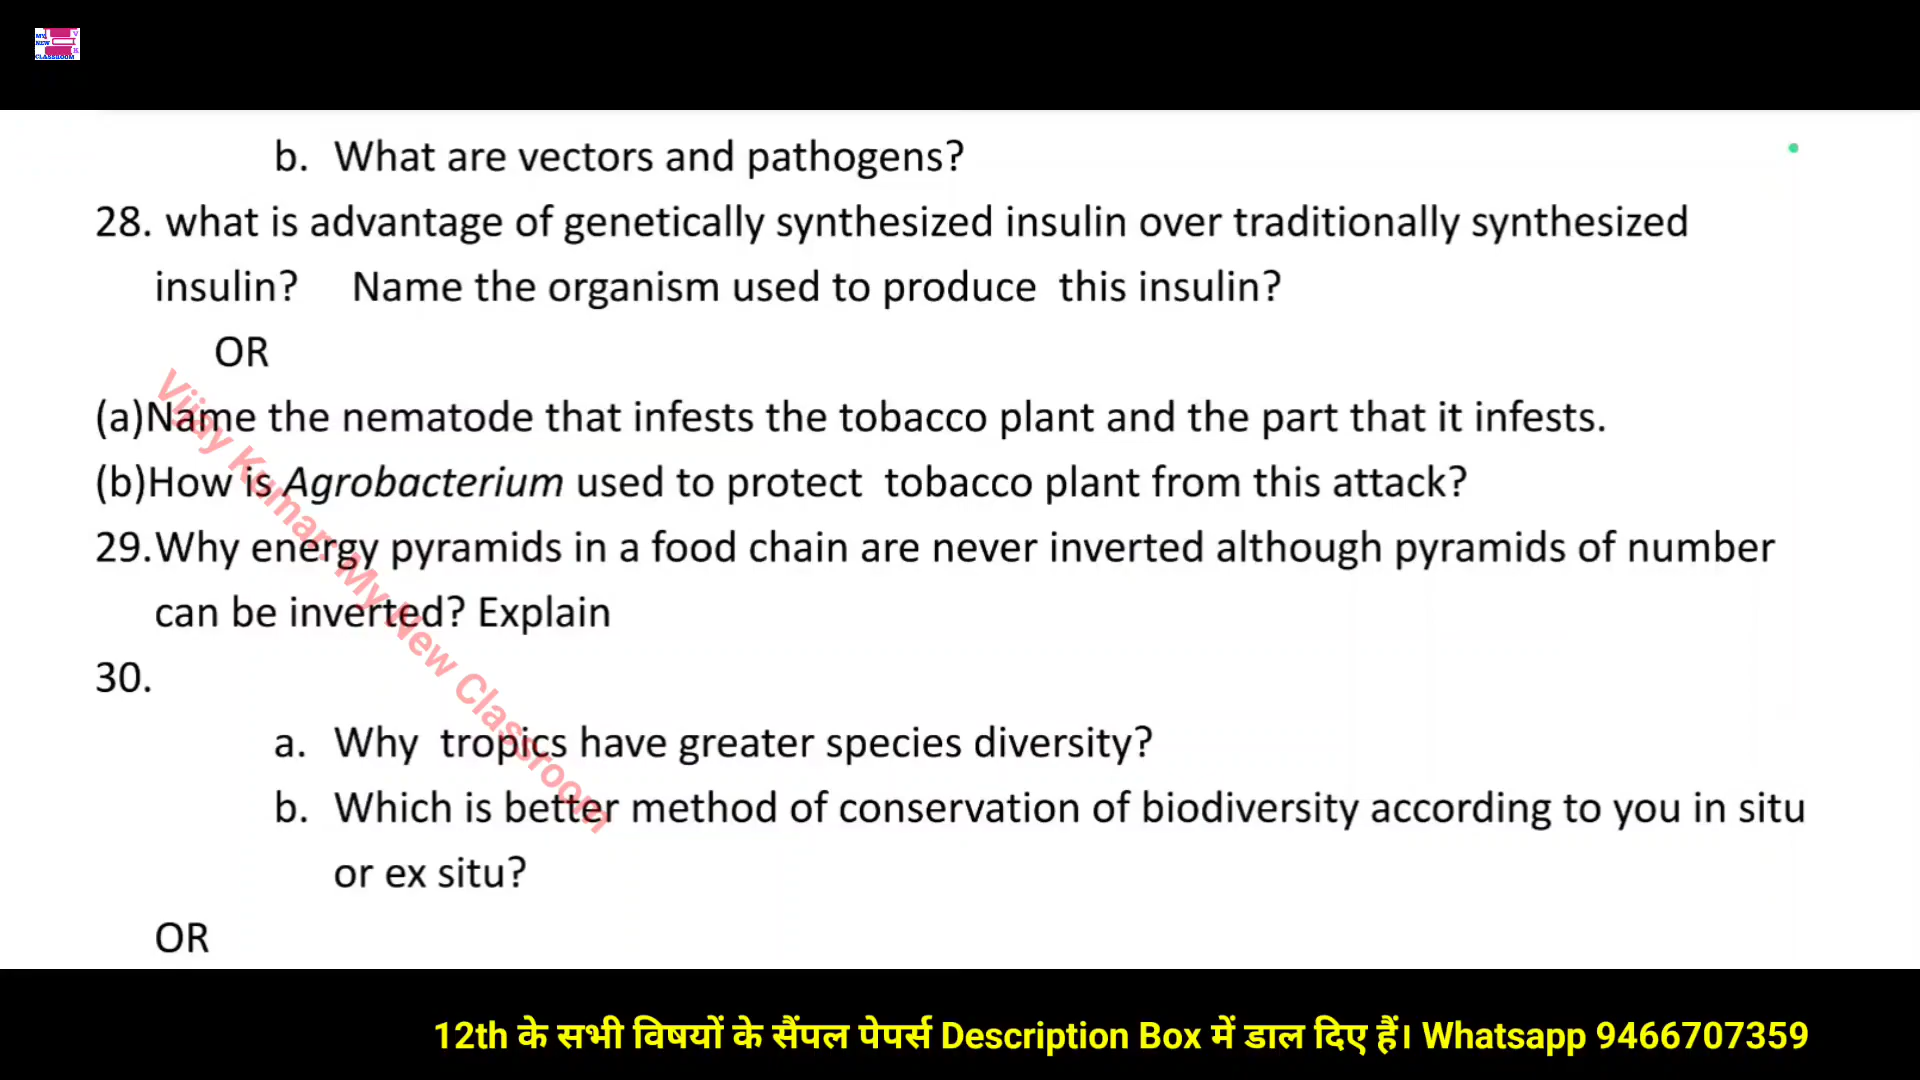 MY
NEW
CLASSROOM
b. What are vectors and pathogens?
28. what is advantage of genetically synthesized insulin over traditionally synthesized
insulin? Name the organism used to produce this insulin?
OR
(a)Name the nematode that infests the tobacco plant and the part that it infests.
(b)How is Agrobacterium used to protect tobacco plant from this attack?
29.Why energy pyramids in a food chain are never inverted although pyramids of number
can be inverted? Explain
30.
a. Why tropics have greater species diversity?
b. Which is better method of conservation of biodiversity according to you in situ
or ex situ?
OR
Vijay Kumar: My New Classroom
12th के सभी विषयों के सैंपल पेपर्स Description Box में डाल दिए हैं। Whatsapp 9466707359